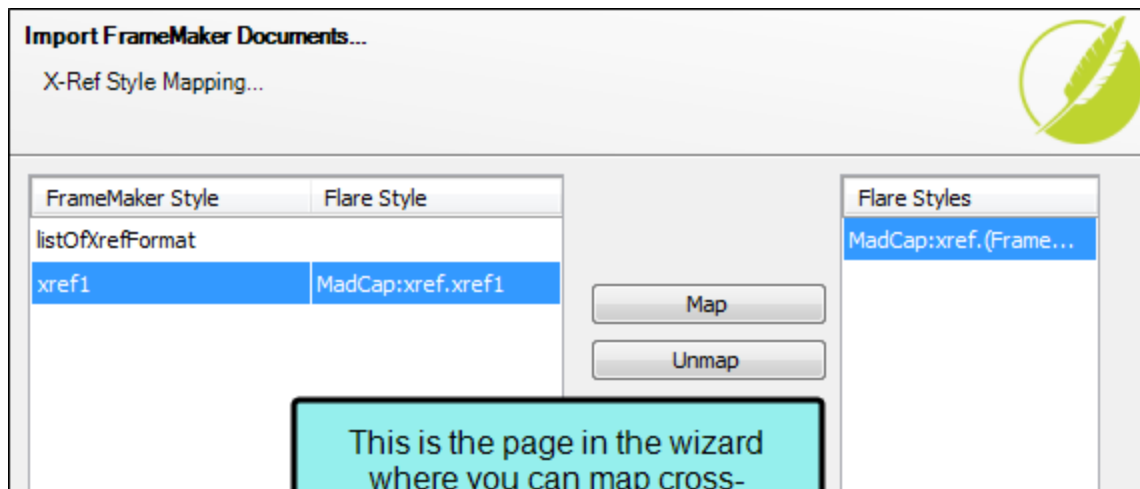 Import FrameMaker Documents...
X-Ref Style Mapping...
FrameMaker Style Flare Style Flare Styles
listOfXrefFormat MadCap:xref.(Frame...
xref1 MadCap:xref.xref1
Map
Unmap
This is the page in the wizard
where you can map cross-